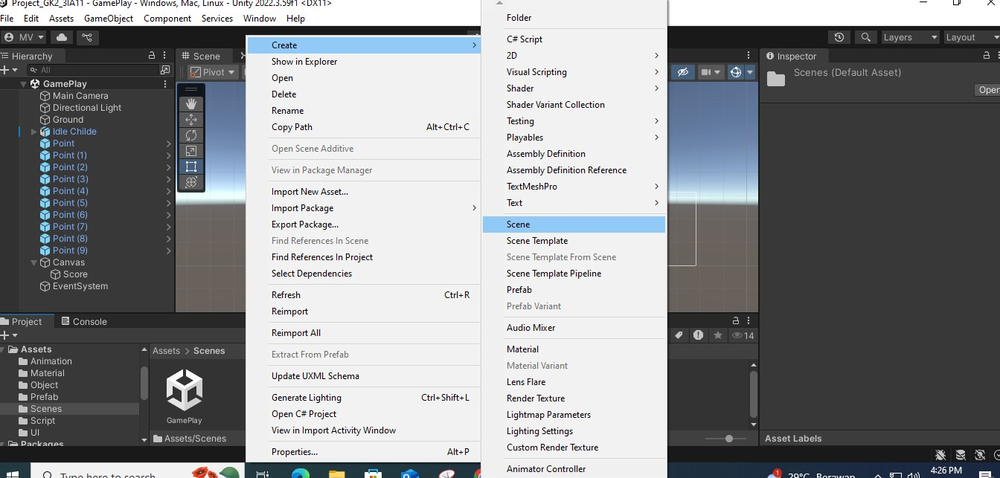 Project_GK2_3IA11 - GamePlay - Windows, Mac, Linux - Unity 2022.3.59f1 <DX11>
File Edit Assets GameObject Component Services Window Help
MV
Layers
Layout
Hierarchy
All
GamePlay
Main Camera
Directional Light
Ground
Idle Childe
Point
Point (1)
Point (2)
Point (3)
Point (4)
Point (5)
Point (6)
Point (7)
Point (8)
Point (9)
Canvas
Score
EventSystem
Scene
Pivot
Create
Show in Explorer
Open
Delete
Rename
Copy Path Alt+Ctrl+C
Open Scene Additive
View in Package Manager
Import New Asset...
Import Package
Export Package...
Find References In Scene
Find References In Project
Select Dependencies
Refresh Ctrl+R
Reimport
Reimport All
Extract From Prefab
Update UXML Schema
Generate Lighting Ctrl+Shift+L
Open C# Project
View in Import Activity Window
Properties... Alt+P
Folder
C# Script
2D
Visual Scripting
Shader
Shader Variant Collection
Testing
Playables
Assembly Definition
Assembly Definition Reference
TextMeshPro
Text
Scene
Scene Template
Scene Template From Scene
Scene Template Pipeline
Prefab
Prefab Variant
Audio Mixer
Material
Material Variant
Lens Flare
Render Texture
Lightmap Parameters
Lighting Settings
Custom Render Texture
Animator Controller
Inspector
Scenes (Default Asset)
Open
Project
Console
14
Assets
Animation
Material
Object
Prefab
Scenes
Script
UI
Packages
Assets > Scenes
GamePlay
Assets/Scenes
Asset Labels
Type here to search
1
29°C Berawan
4:26 PM